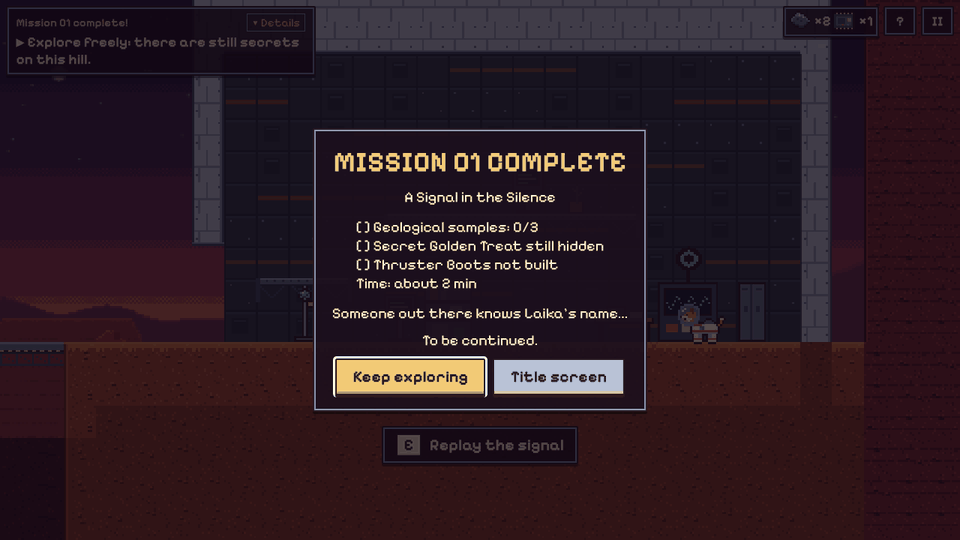 Mission 01 complete!
▾ Details
▶ Explore freely: there are still secrets
on this hill.
×8
×1
?
II
MISSION 01 COMPLETE
A Signal in the Silence
( ) Geological samples: 0/3
( ) Secret Golden Treat still hidden
( ) Thruster Boots not built
Time: about 2 min
Someone out there knows Laika's name...
To be continued.
Keep exploring
Title screen
E Replay the signal